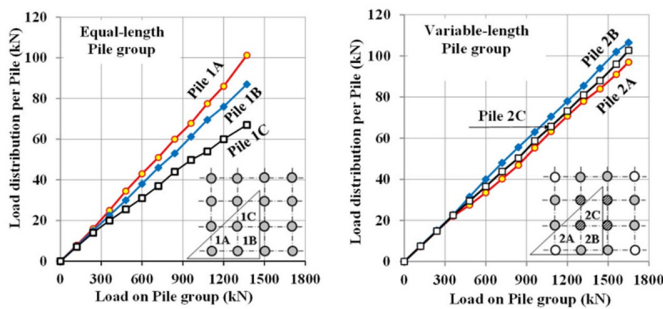 Equal-length
Pile group
Load distribution per Pile (kN)
120
100
80
60
40
20
0
Pile 1A
Pile 1B
Pile 1C
1C
1A
1B
0
300
600
900
1200
1500
1800
Load on Pile group (kN)
Variable-length
Pile group
Load distribution per Pile (kN)
120
100
80
60
40
20
0
Pile 2B
Pile 2A
Pile 2C
2C
2A
2B
0
300
600
900
1200
1500
1800
Load on Pile group (kN)